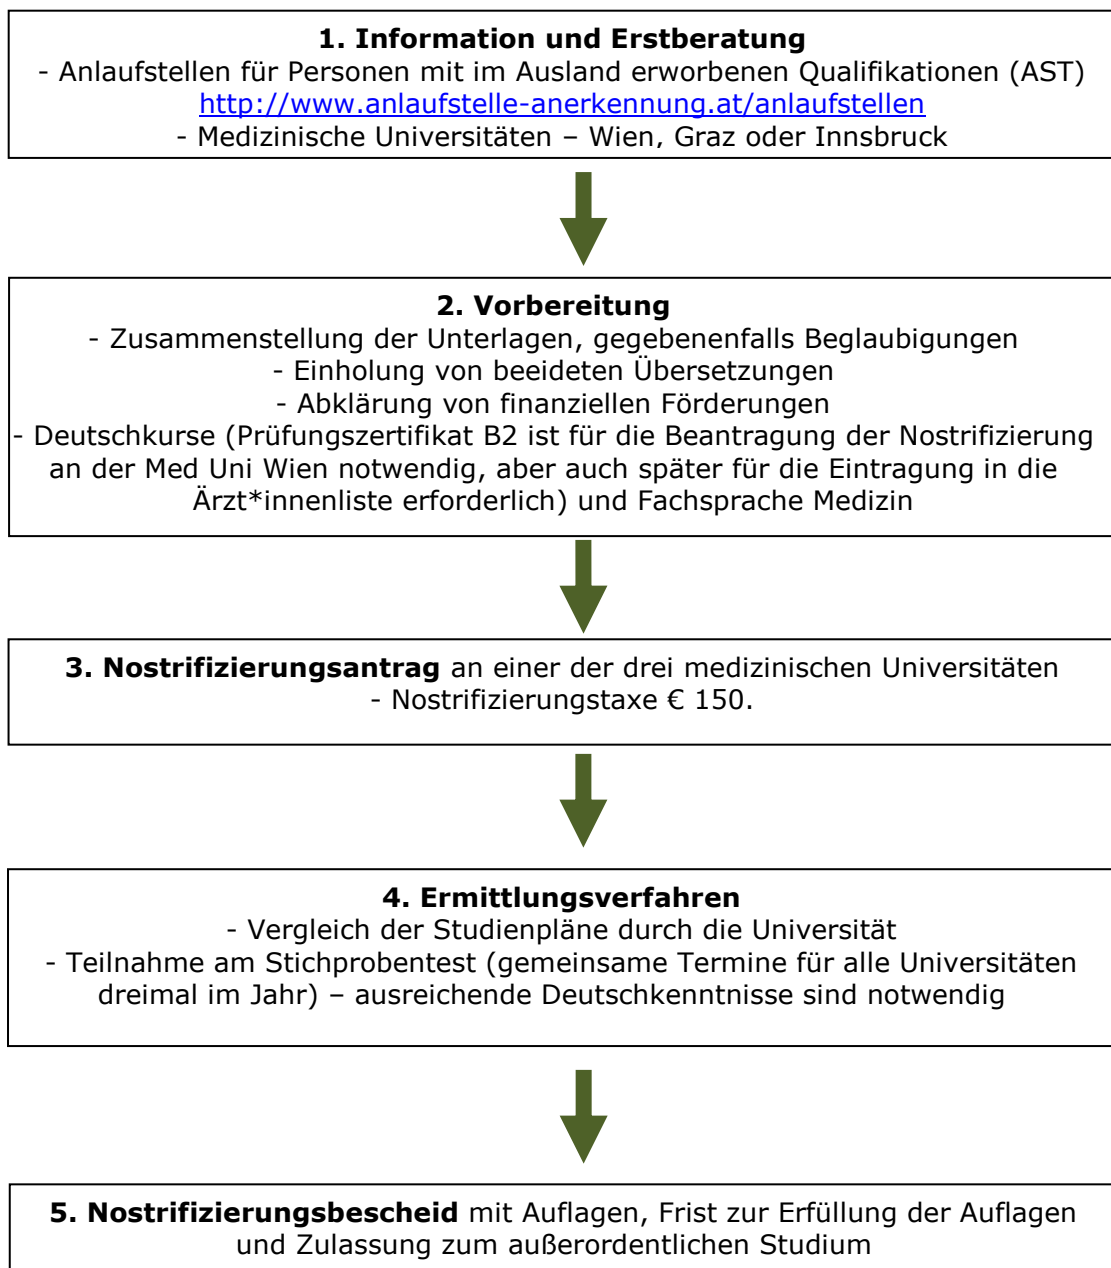 1. Information und Erstberatung
- Anlaufstellen für Personen mit im Ausland erworbenen Qualifikationen (AST)
http://www.anlaufstelle-anerkennung.at/anlaufstellen
- Medizinische Universitäten – Wien, Graz oder Innsbruck
2. Vorbereitung
- Zusammenstellung der Unterlagen, gegebenenfalls Beglaubigungen
- Einholung von beeideten Übersetzungen
- Abklärung von finanziellen Förderungen
- Deutschkurse (Prüfungszertifikat B2 ist für die Beantragung der Nostrifizierung
an der Med Uni Wien notwendig, aber auch später für die Eintragung in die
Ärzt*innenliste erforderlich) und Fachsprache Medizin
3. Nostrifizierungsantrag an einer der drei medizinischen Universitäten
- Nostrifizierungstaxe € 150.
4. Ermittlungsverfahren
- Vergleich der Studienpläne durch die Universität
- Teilnahme am Stichprobentest (gemeinsame Termine für alle Universitäten
dreimal im Jahr) – ausreichende Deutschkenntnisse sind notwendig
5. Nostrifizierungsbescheid mit Auflagen, Frist zur Erfüllung der Auflagen
und Zulassung zum außerordentlichen Studium